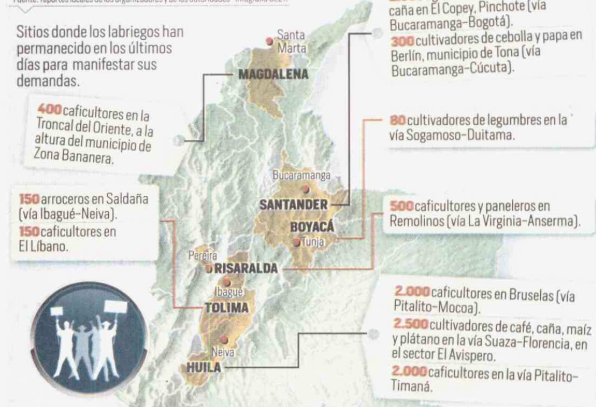 Sitios donde los labriegos han
permanecido en los últimos
días para manifestar sus
demandas.
400 caficultores en la
Troncal del Oriente, a la
altura del municipio de
Zona Bananera.
150 arroceros en Saldaña
(vía Ibagué-Neiva).
150 caficultores en
El Líbano.
Santa
Marta
MAGDALENA
Bucaramanga
SANTANDER
BOYACÁ
Tunja
Pereira
RISARALDA
Ibagué
TOLIMA
Neiva
HUILA
caña en El Copey, Pinchote (vía
Bucaramanga-Bogotá).
300 cultivadores de cebolla y papa en
Berlín, municipio de Tona (vía
Bucaramanga-Cúcuta).
80 cultivadores de legumbres en la
vía Sogamoso-Duitama.
500 caficultores y paneleros en
Remolinos (vía La Virginia-Anserma).
2.000 caficultores en Bruselas (vía
Pitalito-Mocoa).
2.500 cultivadores de café, caña, maíz
y plátano en la vía Suaza-Florencia, en
el sector El Avispero.
2.000 caficultores en la vía Pitalito-
Timaná.